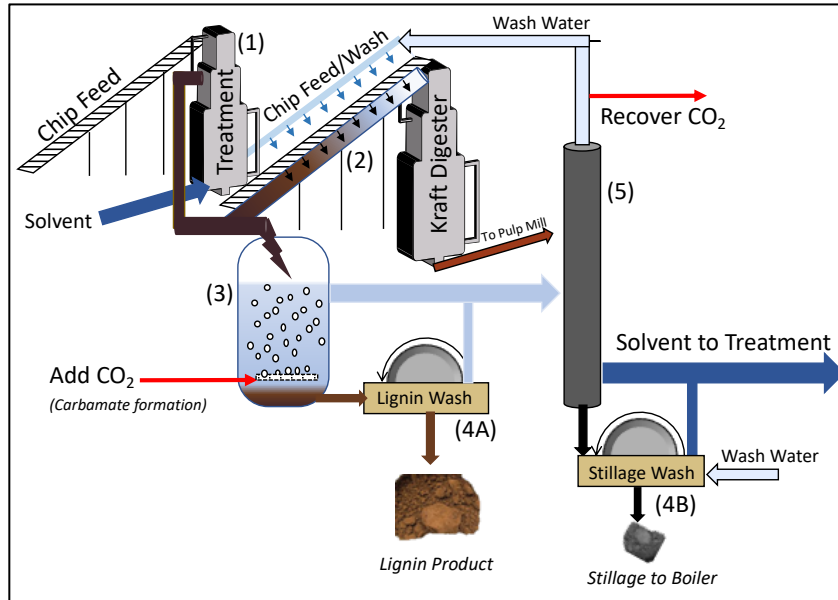 Wash Water
(1)
Chip Feed
Treatment
Chip Feed/Wash
(2)
Kraft Digester
Recover CO₂
(5)
Solvent
To Pulp Mill
(3)
Solvent to Treatment
Add CO₂
(Carbamate formation)
Lignin Wash
(4A)
Wash Water
Stillage Wash
(4B)
Lignin Product
Stillage to Boiler